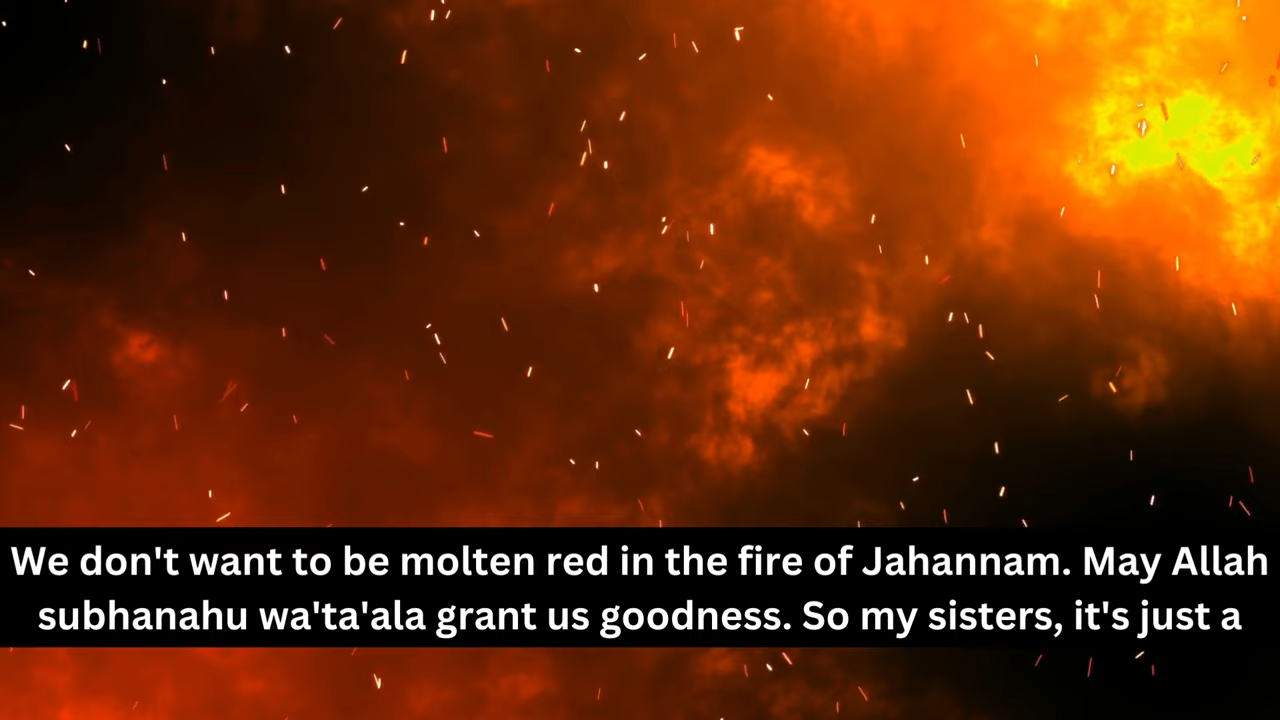 We don't want to be molten red in the fire of Jahannam. May Allah
subhanahu wa'ta'ala grant us goodness. So my sisters, it's just a